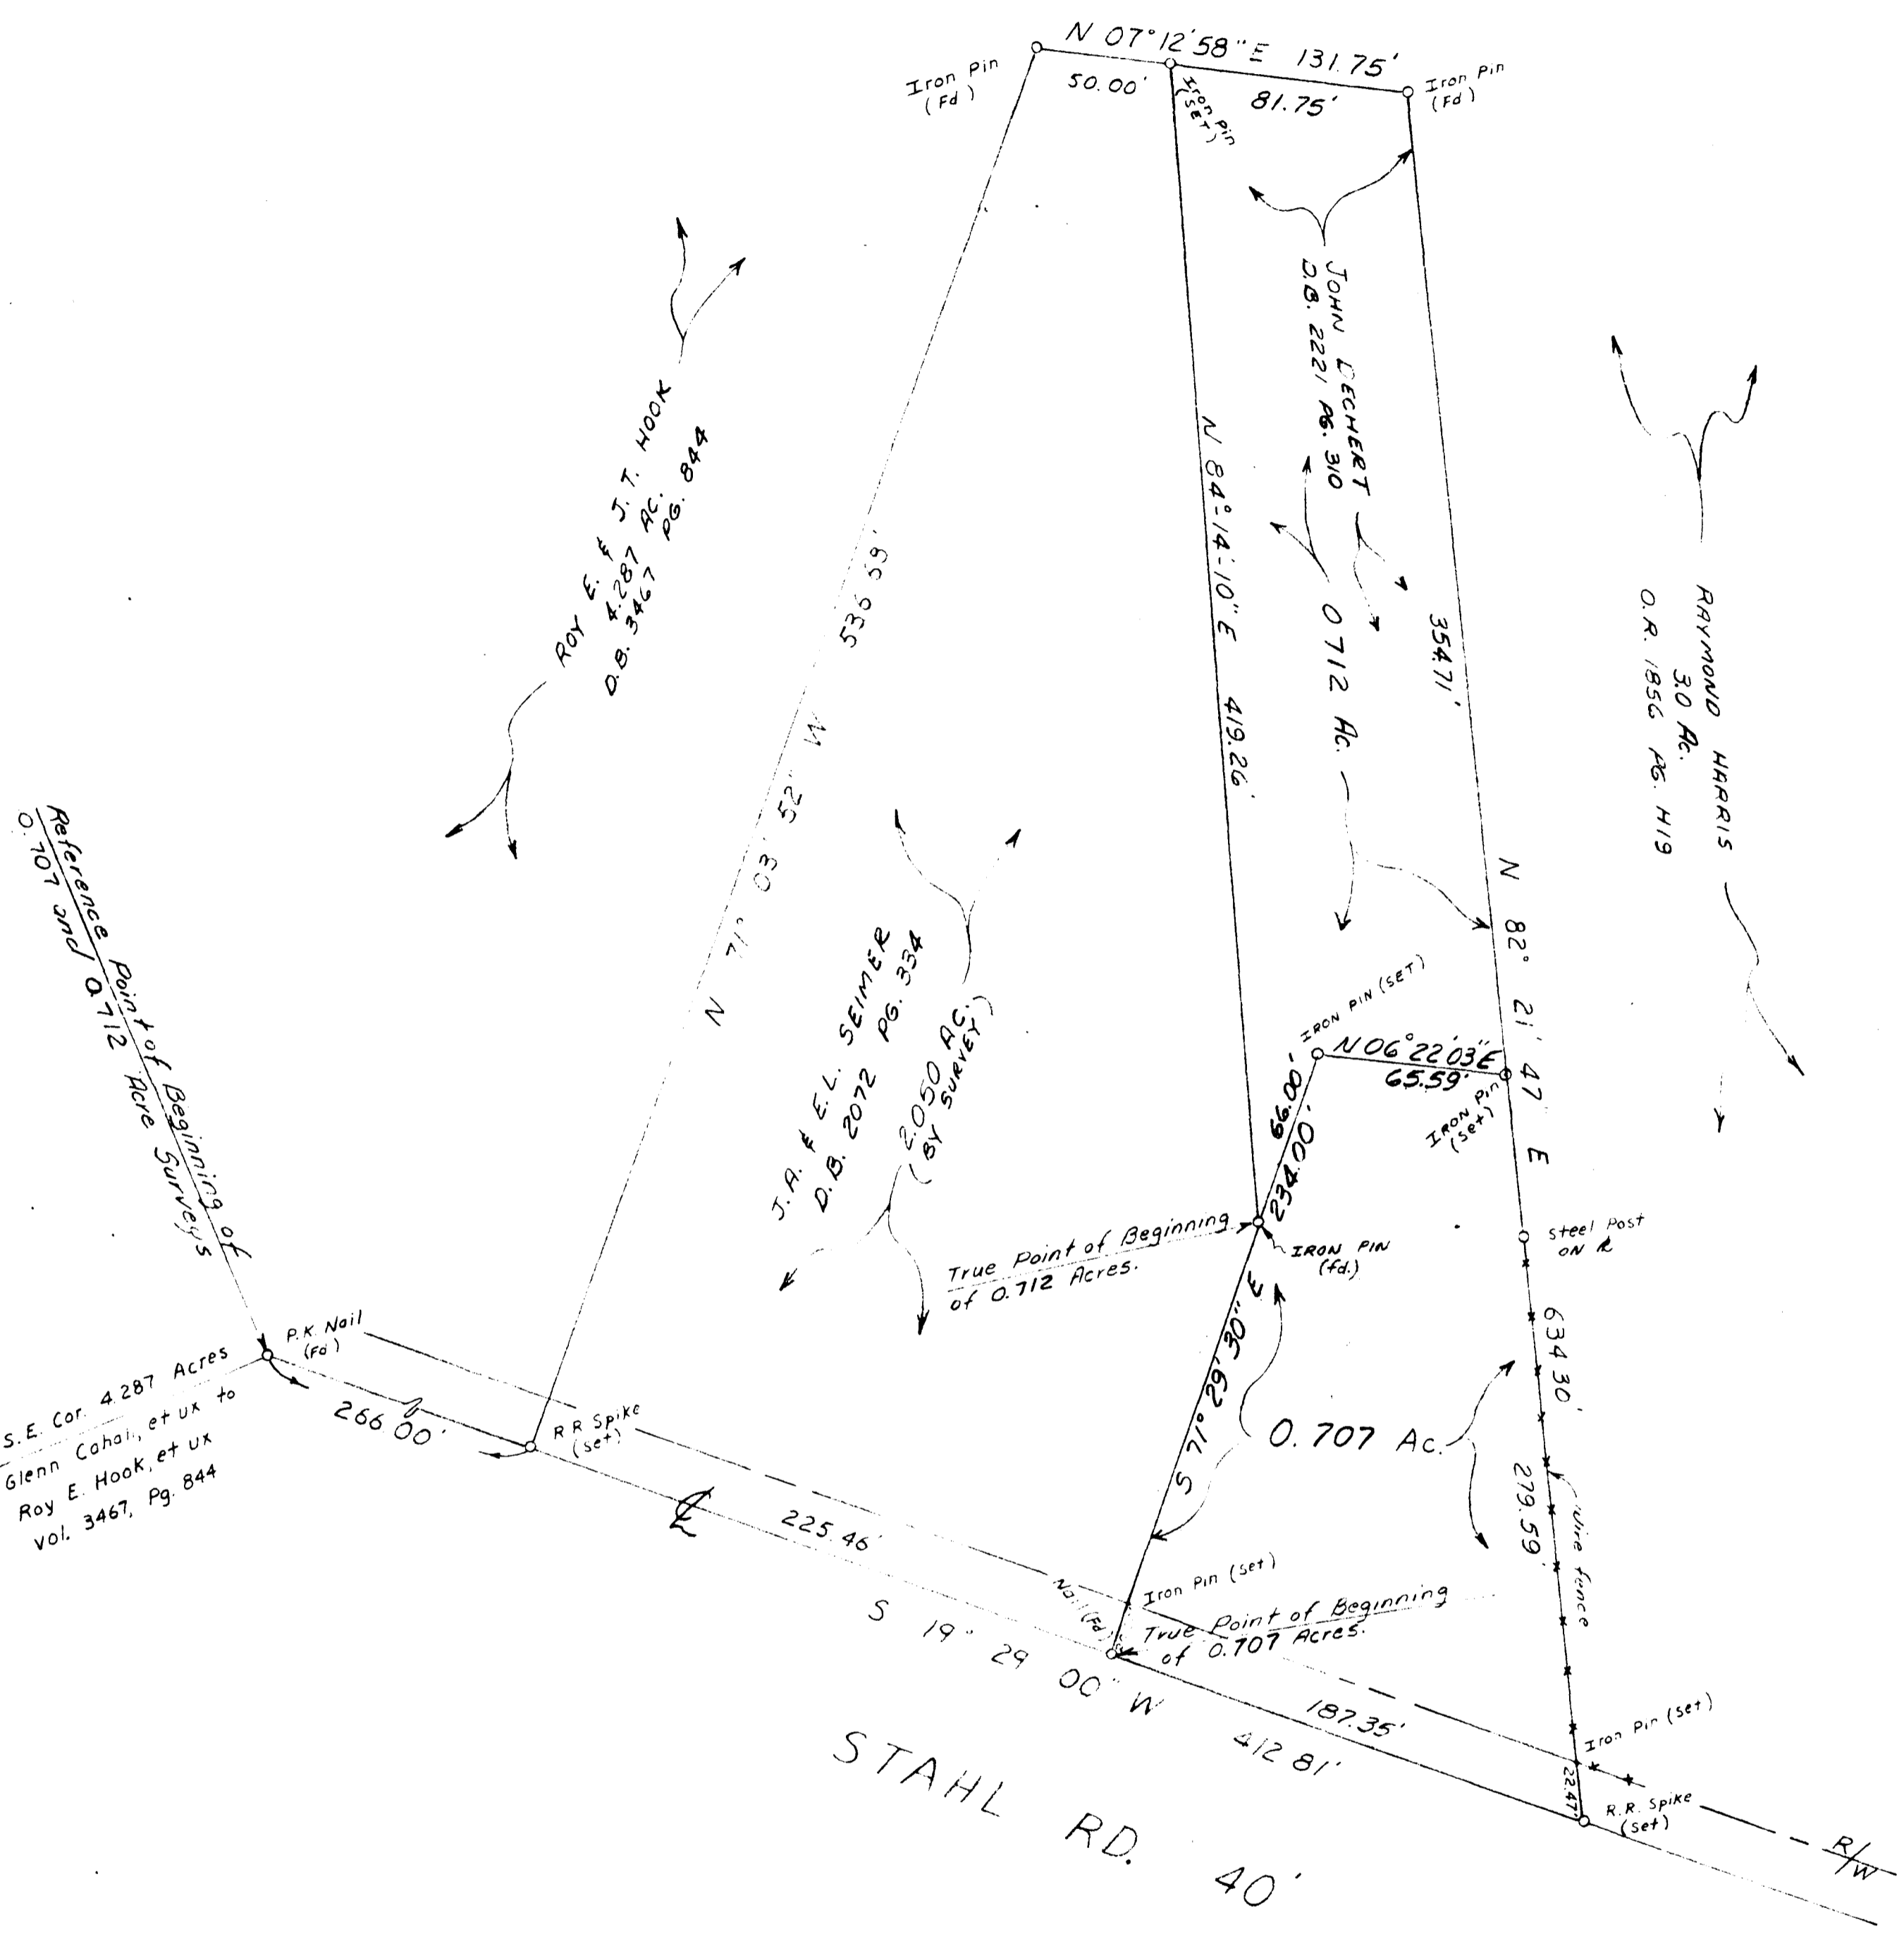 N 07°12'58"E 131.75'
50.00'
81.75'
Iron Pin
(Fd)
Iron Pin
(SET)
Iron Pin
(Fd)
JOHN DECHERT
D.B. 2221 PG. 310
0.712 Ac.
354.71'
N 84°-14'-10" E 419.26'
N 82° 21' 47" E
634.30'
279.59'
RAYMOND HARRIS
3.0 Ac.
O.R. 1856 PG. H19
ROY E. & J.T. HOOK
4.287 AC.
D.B. 3467 PG. 844
N 71° 03' 52" W
J.A. & E.L. SEIMER
D.B. 2072 PG. 334
2.050 AC.
(BY SURVEY)
IRON PIN (SET)
N 06°22'03"E
65.59'
IRON PIN
(set)
66.00'
234.00'
True Point of Beginning
of 0.712 Acres.
IRON PIN
(fd.)
Steel Post
S 71° 29' 30" E
0.707 Ac.
wire fence
Reference Point of Beginning of
0.707 and 0.712 Acre Surveys
P.K. Nail
(Fd)
S.E. Cor. 4.287 Acres
Glenn Cahai, et ux to
Roy E. Hook, et ux
Vol. 3467, Pg. 844
266.00'
R R Spike
(set)
225.46'
S 19° 29' 00" W
Nail (Fd)
Iron Pin (set)
True Point of Beginning
of 0.707 Acres.
187.35'
412.81'
Iron Pin (set)
22.47'
R.R. Spike
(set)
R/W
STAHL RD. 40'